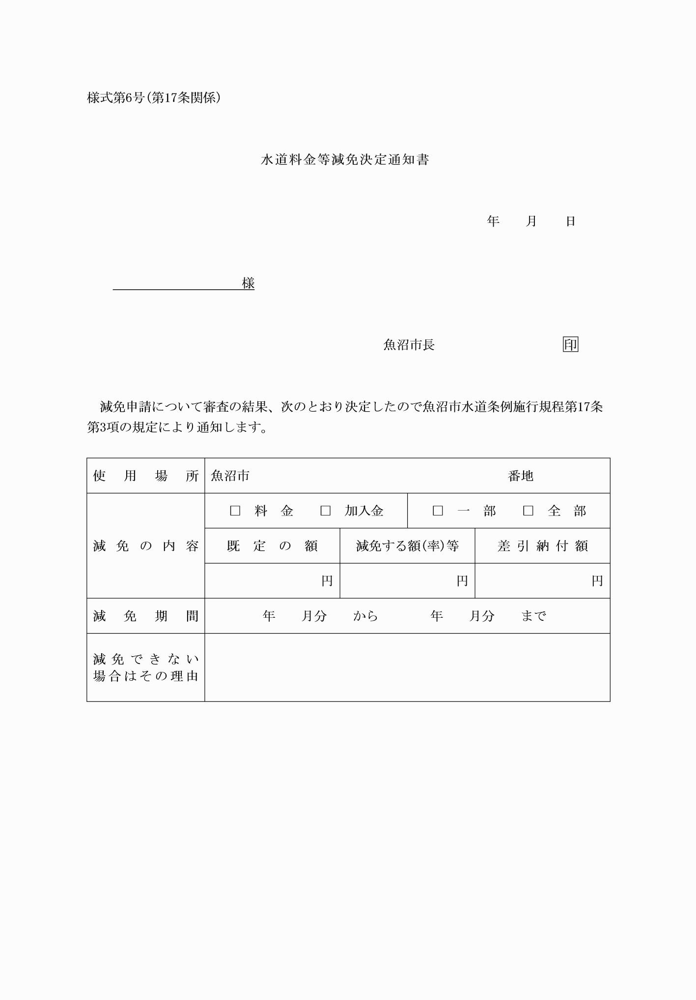 様式第6号(第17条関係)
水道料金等減免決定通知書
年　　月　　日
様
魚沼市長　　　　　　　　　　印
減免申請について審査の結果、次のとおり決定したので魚沼市水道条例施行規程第17条
第3項の規定により通知します。
使用場所　魚沼市　　　　　　　　　　番地
減免の内容
□　料　金　　□　加入金　　□　一　部　　□　全　部
既定の額　減免する額(率)等　差引納付額
円　円　円
減免期間　年　　月分　　から　　　　年　　月分　　まで
減免できない
場合はその理由